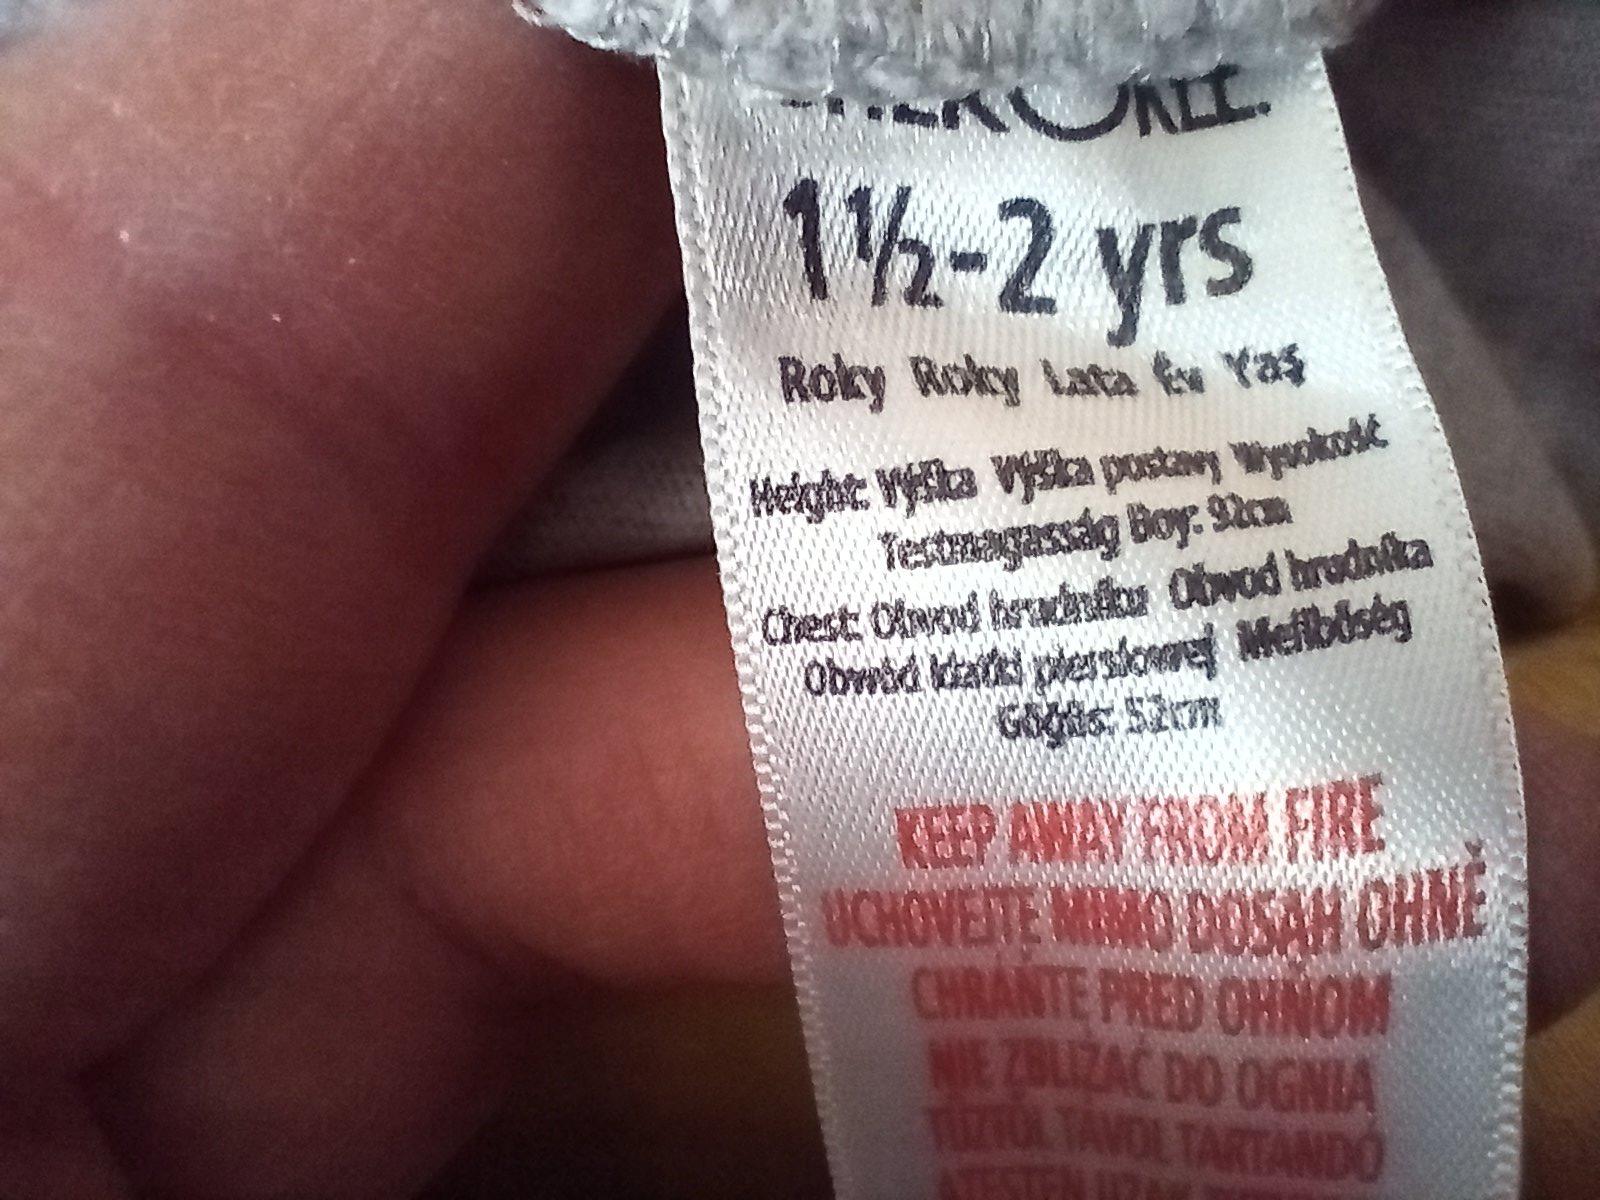 1½-2 yrs
Roky Roky Lata Év Yaş
Height: Výška Výška postavy Wysokość
Testmagasság Boy: 92cm
Chest: Obvod hrudníku Obvod hrudníka
Obwód klatki piersiowej Mellbőség
Göğüs: 52cm
KEEP AWAY FROM FIRE
UCHOVEJTE MIMO DOSAH OHNĚ
CHRÁŇTE PRED OHŇOM
NIE ZBLIŻAĆ DO OGNIA
TŰZTŐL TÁVOL TARTANDÓ